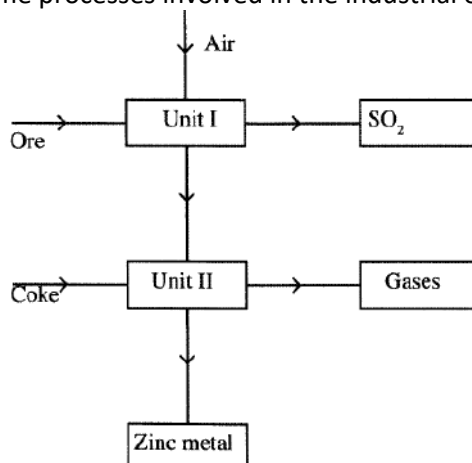 processes involved in the industrial
Air
Unit I
SO₂
Ore
Unit II
Gases
Coke
Zinc metal